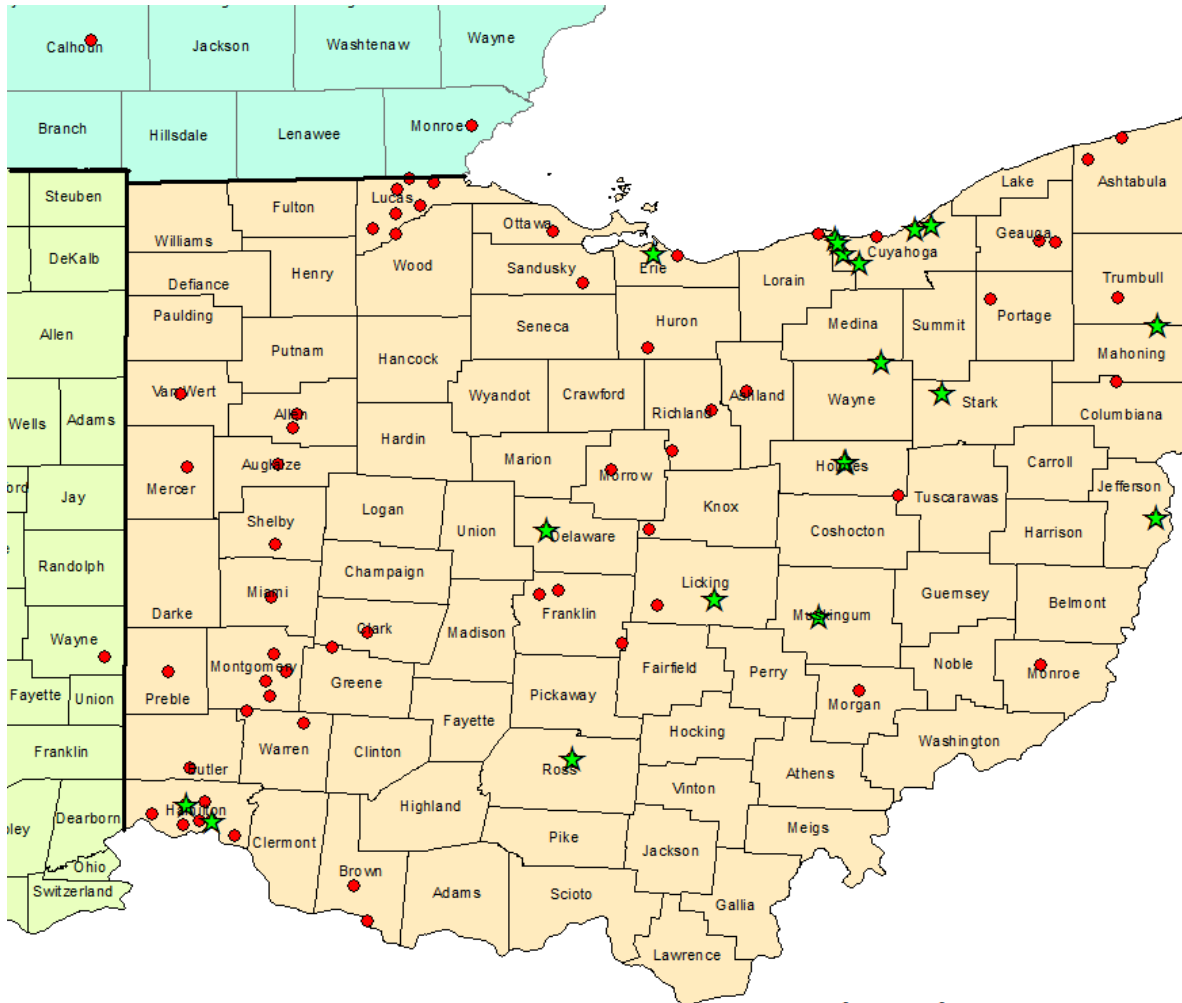 Calhoun
Jackson
Washtenaw
Wayne
Branch
Hillsdale
Lenawee
Monroe
Steuben
Williams
Fulton
Lucas
Ottawa
Lake
Ashtabula
Geauga
Cuyahoga
DeKalb
Defiance
Henry
Wood
Sandusky
Erie
Lorain
Trumbull
Allen
Paulding
Putnam
Hancock
Seneca
Huron
Medina
Summit
Portage
Mahoning
Wells
Adams
Van Wert
Allen
Hardin
Wyandot
Crawford
Richland
Ashland
Wayne
Stark
Columbiana
Jay
Mercer
Auglaize
Marion
Morrow
Holmes
Carroll
Jefferson
Randolph
Shelby
Logan
Union
Delaware
Knox
Coshocton
Tuscarawas
Harrison
Wayne
Darke
Miami
Champaign
Clark
Madison
Franklin
Licking
Muskingum
Guernsey
Belmont
Fayette
Union
Preble
Montgomery
Greene
Pickaway
Fairfield
Perry
Morgan
Noble
Monroe
Franklin
Butler
Warren
Clinton
Fayette
Ross
Hocking
Athens
Washington
Dearborn
Hamilton
Clermont
Highland
Pike
Vinton
Meigs
Ohio
Switzerland
Brown
Adams
Scioto
Jackson
Gallia
Lawrence